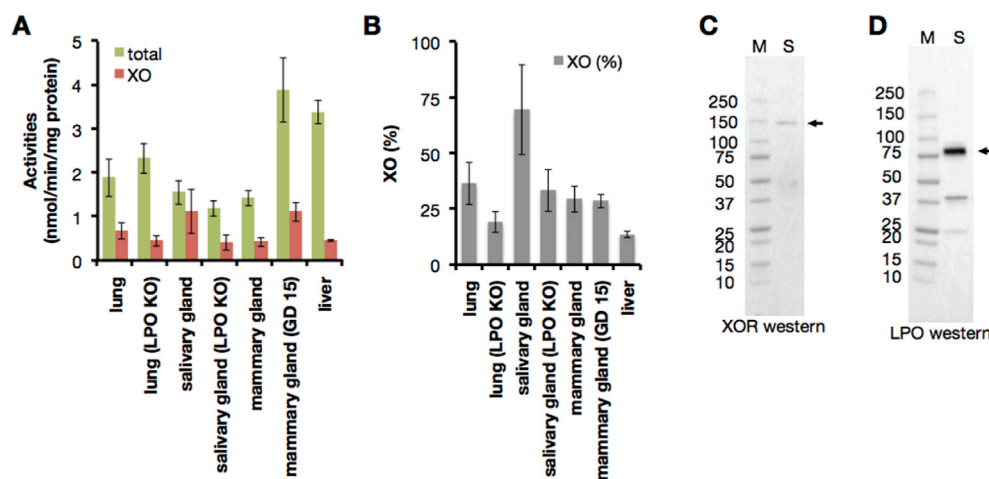 A
Activities
(nmol/min/mg protein)
5
4
3
2
1
0
total
XO
lung
lung (LPO KO)
salivary gland
salivary gland (LPO KO)
mammary gland
mammary gland (GD 15)
liver
B
XO (%)
100
75
50
25
0
XO (%)
lung
lung (LPO KO)
salivary gland
salivary gland (LPO KO)
mammary gland
mammary gland (GD 15)
liver
C
M S
250
150
100
75
50
37
25
20
15
10
XOR western
D
M S
250
150
100
75
50
37
25
20
15
10
LPO western